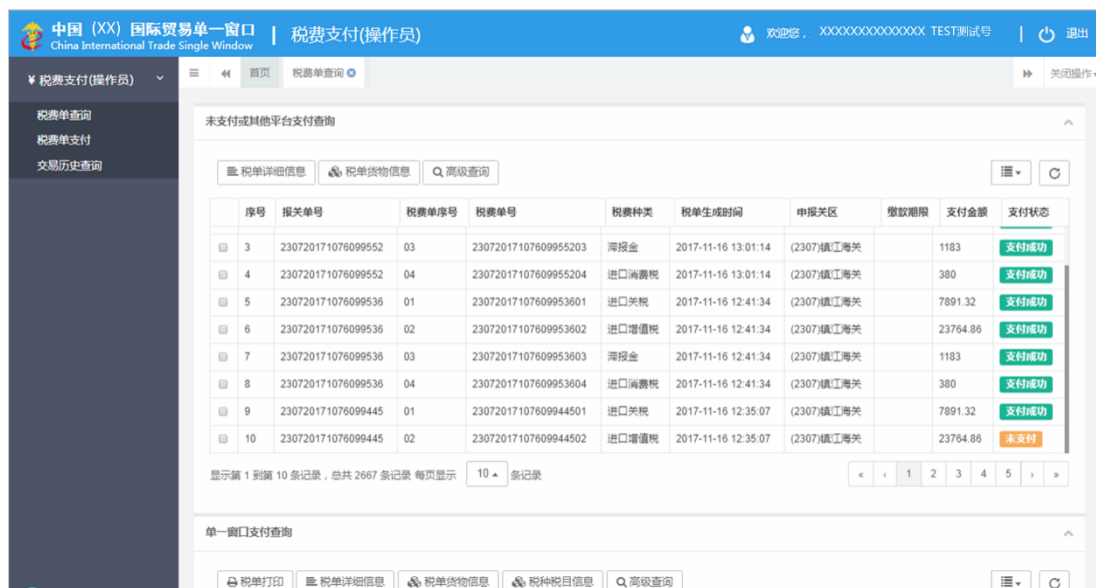 中国（XX）国际贸易单一窗口 | 税费支付(操作员)
China International Trade Single Window
欢迎您， XXXXXXXXXXXXXX TEST测试号 | 退出
¥ 税费支付(操作员)
首页 税费单查询 关闭操作
税费单查询
税费单支付
交易历史查询
未支付或其他平台支付查询
税单详细信息 税单货物信息 高级查询
序号 报关单号 税费单序号 税费单号 税费种类 税单生成时间 申报关区 缴款期限 支付金额 支付状态
3 230720171076099552 03 23072017107609955203 滞报金 2017-11-16 13:01:14 (2307)镇江海关 1183 支付成功
4 230720171076099552 04 23072017107609955204 进口消费税 2017-11-16 13:01:14 (2307)镇江海关 380 支付成功
5 230720171076099536 01 23072017107609953601 进口关税 2017-11-16 12:41:34 (2307)镇江海关 7891.32 支付成功
6 230720171076099536 02 23072017107609953602 进口增值税 2017-11-16 12:41:34 (2307)镇江海关 23764.86 支付成功
7 230720171076099536 03 23072017107609953603 滞报金 2017-11-16 12:41:34 (2307)镇江海关 1183 支付成功
8 230720171076099536 04 23072017107609953604 进口消费税 2017-11-16 12:41:34 (2307)镇江海关 380 支付成功
9 230720171076099445 01 23072017107609944501 进口关税 2017-11-16 12:35:07 (2307)镇江海关 7891.32 支付成功
10 230720171076099445 02 23072017107609944502 进口增值税 2017-11-16 12:35:07 (2307)镇江海关 23764.86 未支付
显示第 1 到第 10 条记录，总共 2667 条记录 每页显示 10 条记录 « ‹ 1 2 3 4 5 › »
单一窗口支付查询
税单打印 税单详细信息 税单货物信息 税种税目信息 高级查询